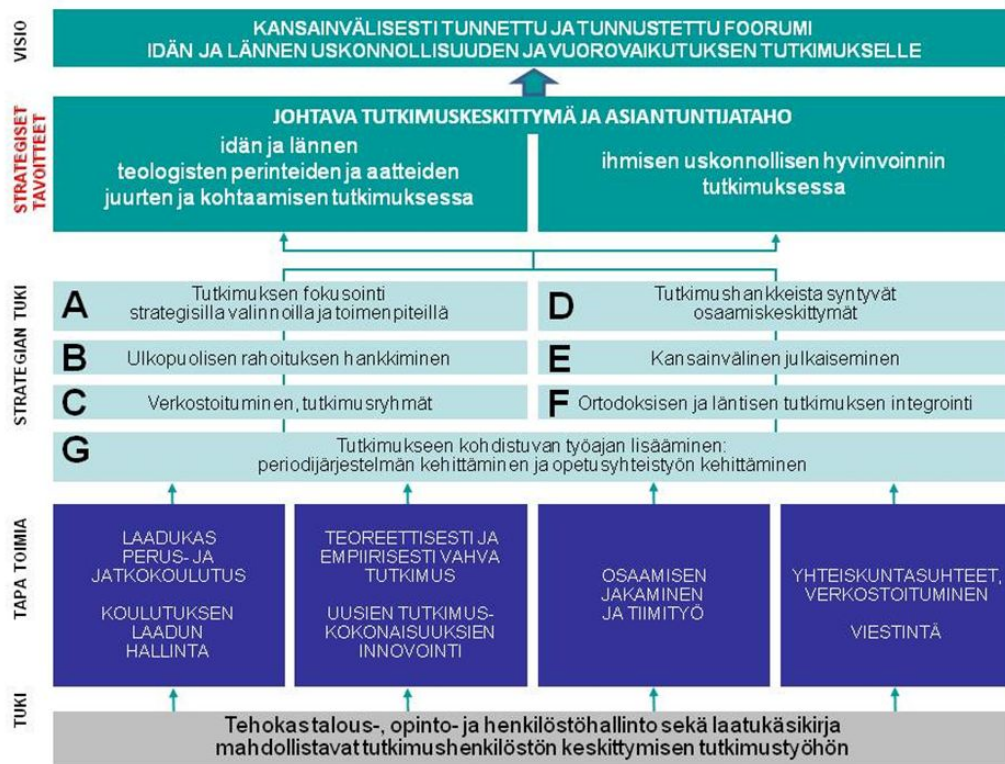 VISIO
KANSAINVÄLISESTI TUNNETTU JA TUNNUSTETTU FOORUMI
IDÄN JA LÄNNEN USKONNOLLISUUDEN JA VUOROVAIKUTUKSEN TUTKIMUKSELLE
STRATEGISET
TAVOITTEET
JOHTAVA TUTKIMUSKESKITTYMÄ JA ASIANTUNTIJATAHO
idän ja lännen
teologisten perinteiden ja aatteiden
juurten ja kohtaamisen tutkimuksessa
ihmisen uskonnollisen hyvinvoinnin
tutkimuksessa
STRATEGIAN TUKI
A
Tutkimuksen fokusointi
strategisilla valinnoilla ja toimenpiteillä
D
Tutkimushankkeista syntyvät
osaamiskeskittymät
B
Ulkopuolisen rahoituksen hankkiminen
E
Kansainvälinen julkaiseminen
C
Verkostoituminen, tutkimusryhmät
F
Ortodoksisen ja läntisen tutkimuksen integrointi
G
Tutkimukseen kohdistuvan työajan lisääminen:
periodijärjestelmän kehittäminen ja opetusyhteistyön kehittäminen
TAPA TOIMIA
LAADUKAS
PERUS- JA
JATKOKOULUTUS
KOULUTUKSEN
LAADUN
HALLINTA
TEOREETTISESTI JA
EMPIIRISESTI VAHVA
TUTKIMUS
UUSIEN TUTKIMUS-
KOKONAISUUKSIEN
INNOVOINTI
OSAAMISEN
JAKAMINEN
JA TIIMITYÖ
YHTEISKUNTASUHTEET,
VERKOSTOITUMINEN
VIESTINTÄ
TUKI
Tehokas talous-, opinto- ja henkilöstöhallinto sekä laatukäsikirja
mahdollistavat tutkimushenkilöstön keskittymisen tutkimustyöhön